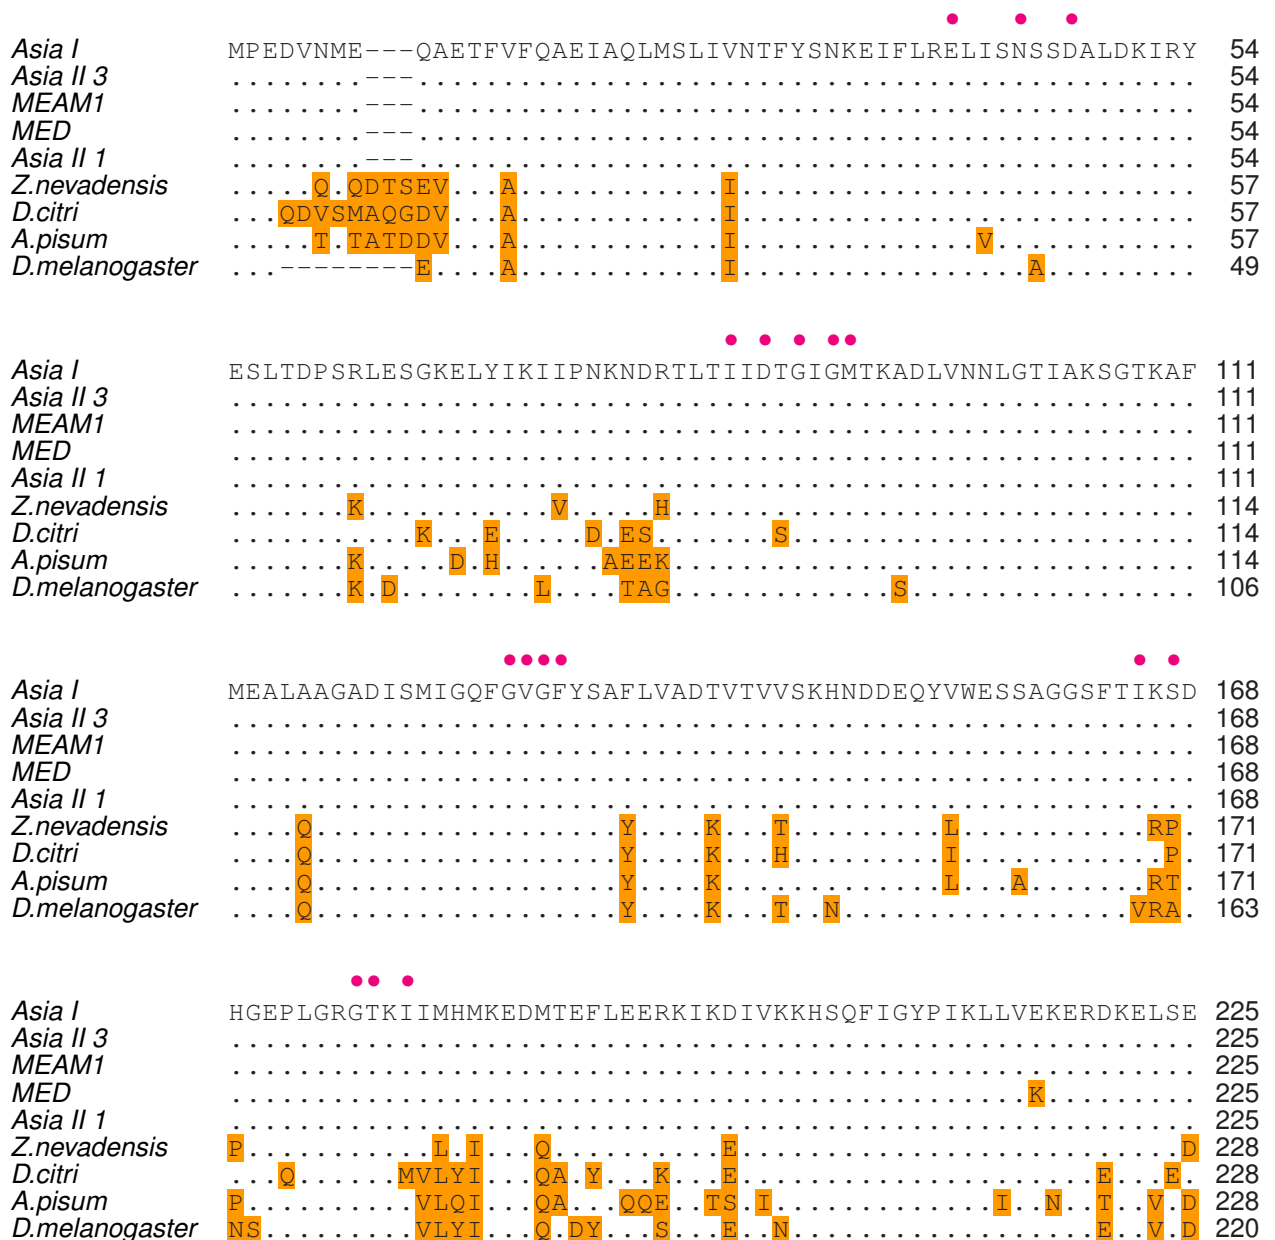 Asia I MPEDVNME---QAETFVFQAEIAQLMSLIVNTFYSNKEIFLRELISNSSDALDKIRY 54
Asia II 3 ........---.............................................. 54
MEAM1 ........---.............................................. 54
MED ........---.............................................. 54
Asia II 1 ........---.............................................. 54
Z.nevadensis .....Q.QDTSEV...A............I........................... 57
D.citri ...QDVSMAQGDV...A............I........................... 57
A.pisum .....T.TATDDV...A............I..............V............ 57
D.melanogaster ...--------E....A............I.................A......... 49
Asia I ESLTDPSRLESGKELYIKIIPNKNDRTLTIIDTGIGMTKADLVNNLGTIAKSGTKAF 111
Asia II 3 ......................................................... 111
MEAM1 ......................................................... 111
MED ......................................................... 111
Asia II 1 ......................................................... 111
Z.nevadensis .......K...........V.....H............................... 114
D.citri ...........K...E.....D.ES.......S........................ 114
A.pisum .......K.....D.H......AEEK............................... 114
D.melanogaster .......K.D........L....TAG.............S................. 106
Asia I MEALAAGADISMIGQFGVGFYSAFLVADTVTVVSKHNDDEQYVWESSAGGSFTIKSD 168
Asia II 3 ......................................................... 168
MEAM1 ......................................................... 168
MED ......................................................... 168
Asia II 1 ......................................................... 168
Z.nevadensis ....Q..................Y....K...T.........L...........RP. 171
D.citri ....Q..................Y....K...H.........I........... P. 171
A.pisum ....Q..................Y....K.............L...A.......RT. 171
D.melanogaster ....Q..................Y....K...T..N.................VRA. 163
Asia I HGEPLGRGTKIIMHMKEDMTEFLEERKIKDIVKKHSQFIGYPIKLLVEKERDKELSE 225
Asia II 3 ......................................................... 225
MEAM1 ......................................................... 225
MED ...............................................K......... 225
Asia II 1 ......................................................... 225
Z.nevadensis P...........L.I...Q..........E..........................D 228
D.citri ...Q......MVLYI...QA.Y...K...E.....................E...E. 228
A.pisum P..........VLQI...QA...QQE..TS.I.............I..N..T..V.D 228
D.melanogaster NS.........VLYI...Q.DY...S...E..N..................E..V.D 220